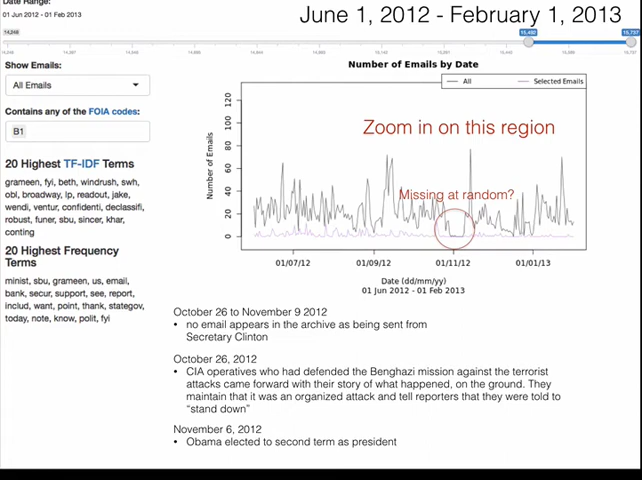 Date Range:
June 1, 2012 - February 1, 2013
01 Jun 2012 - 01 Feb 2013
14,249
15,492
15,737
Show Emails:
All Emails
Contains any of the FOIA codes:
B1
20 Highest TF-IDF Terms
grameen, fyi, beth, windrush, swh,
obl, broadway, lp, readout, jake,
wendi, ventur, confidenti, declassifi,
robust, funer, sbu, sincer, khar,
conting
20 Highest Frequency
Terms
minist, sbu, grameen, us, email,
bank, secur, support, see, report,
includ, want, point, thank, stategov,
today, note, know, polit, fyi
Number of Emails by Date
All
Selected Emails
Zoom in on this region
Missing at random?
Number of Emails
120
100
80
60
40
20
0
01/07/12
01/09/12
01/11/12
01/01/13
Date (dd/mm/yy)
01 Jun 2012 - 01 Feb 2013
October 26 to November 9 2012
• no email appears in the archive as being sent from
Secretary Clinton
October 26, 2012
• CIA operatives who had defended the Benghazi mission against the terrorist
attacks came forward with their story of what happened, on the ground. They
maintain that it was an organized attack and tell reporters that they were told to
“stand down”
November 6, 2012
• Obama elected to second term as president